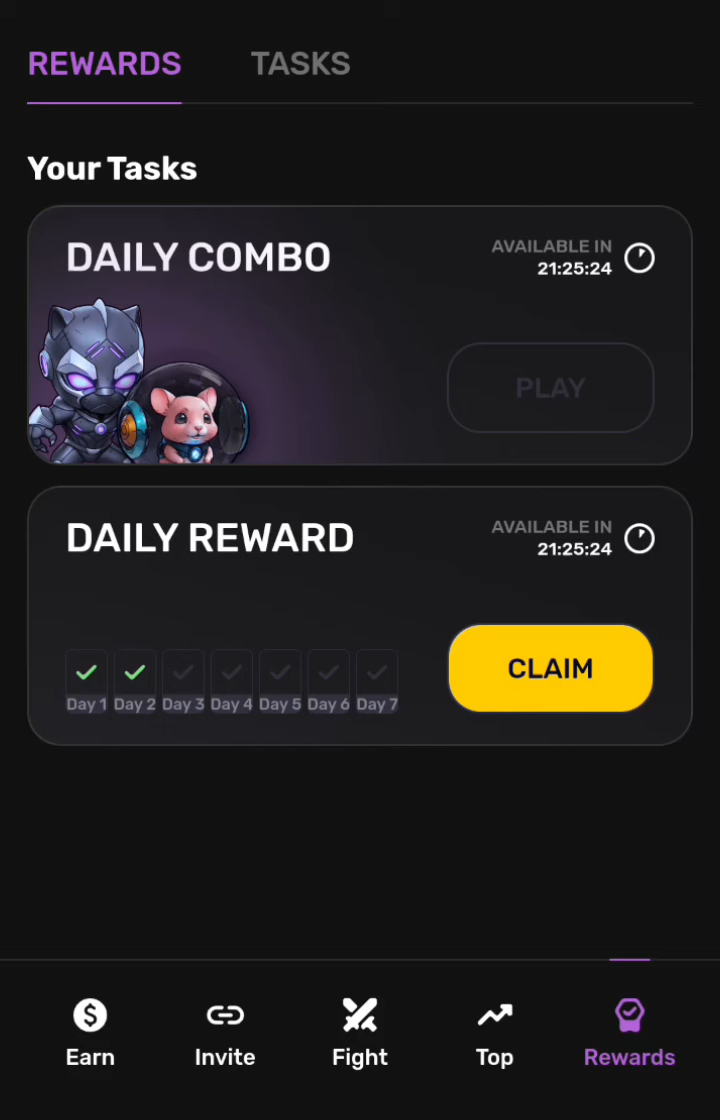 REWARDS TASKS
Your Tasks
DAILY COMBO
AVAILABLE IN
21:25:24
PLAY
DAILY REWARD
AVAILABLE IN
21:25:24
Day 1 Day 2 Day 3 Day 4 Day 5 Day 6 Day 7
CLAIM
Earn Invite Fight Top Rewards